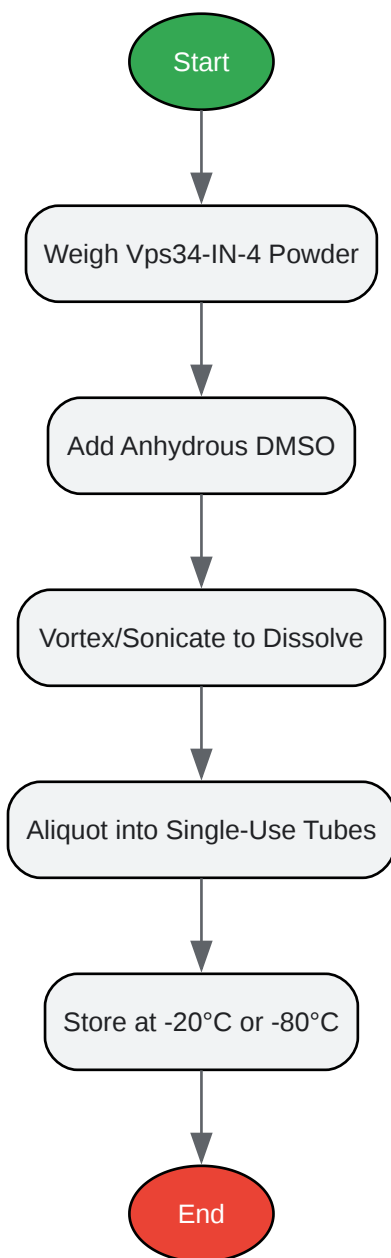 Start
Weigh Vps34-IN-4 Powder
Add Anhydrous DMSO
Vortex/Sonicate to Dissolve
Aliquot into Single-Use Tubes
Store at -20°C or -80°C
End